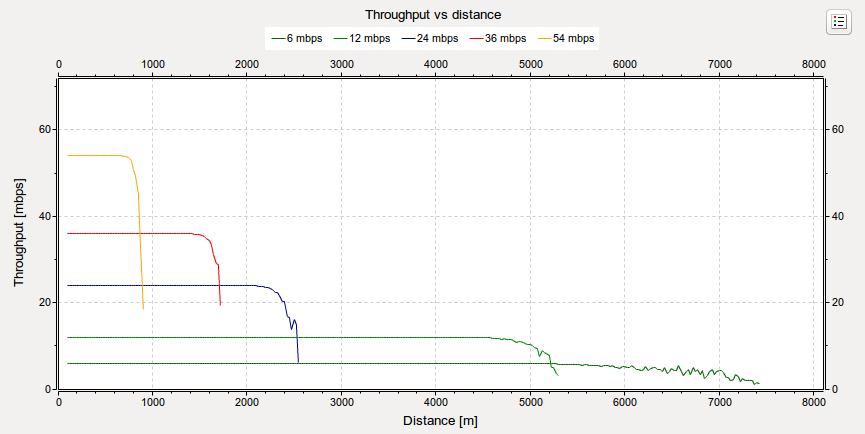 Throughput vs distance
6 mbps 12 mbps 24 mbps 36 mbps 54 mbps
0 1000 2000 3000 4000 5000 6000 7000 8000
60 60
40 40
20 20
0 0
Throughput [mbps]
0 1000 2000 3000 4000 5000 6000 7000 8000
Distance [m]